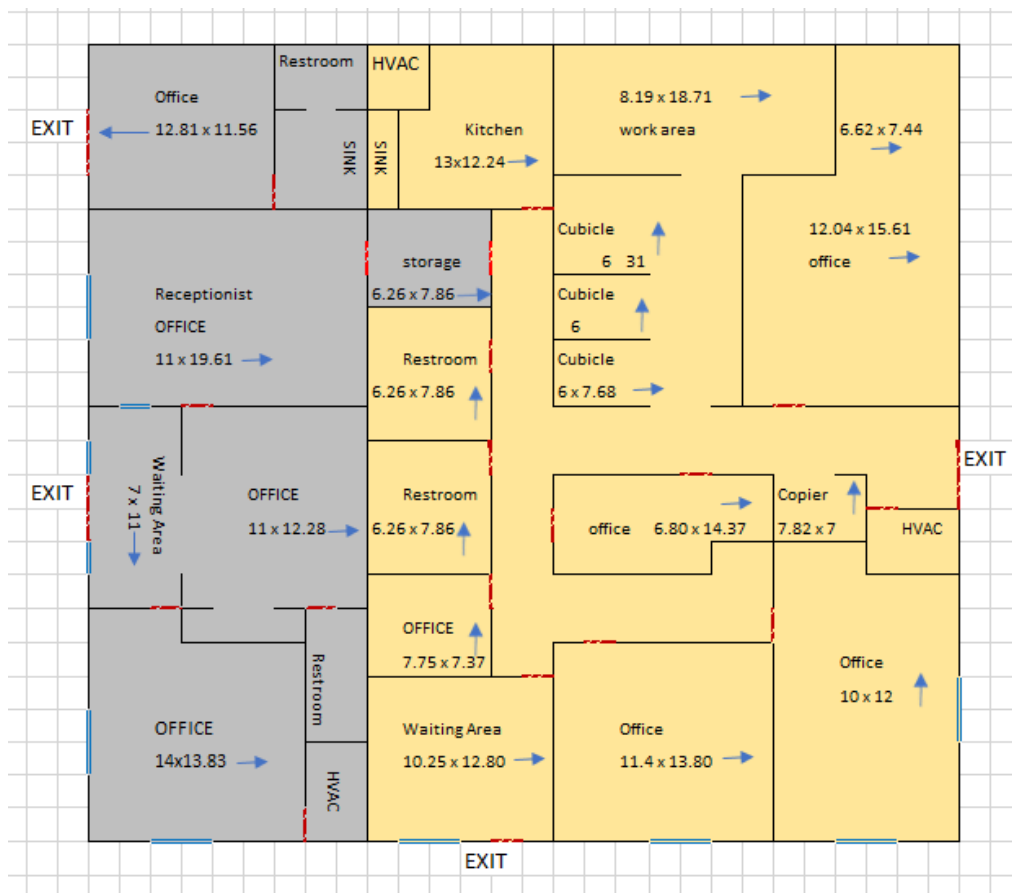 Restroom
HVAC
Office
12.81 x 11.56
EXIT
SINK
SINK
Kitchen
13x12.24
8.19 x 18.71
work area
6.62 x 7.44
storage
6.26 x 7.86
Cubicle
6 31
Cubicle
6
Cubicle
6 x 7.68
12.04 x 15.61
office
Receptionist
OFFICE
11 x 19.61
Restroom
6.26 x 7.86
EXIT
Waiting Area
7 x 11
OFFICE
11 x 12.28
Restroom
6.26 x 7.86
office 6.80 x 14.37
Copier
7.82 x 7
HVAC
EXIT
OFFICE
7.75 x 7.37
Restroom
OFFICE
14x13.83
HVAC
Waiting Area
10.25 x 12.80
Office
11.4 x 13.80
Office
10 x 12
EXIT